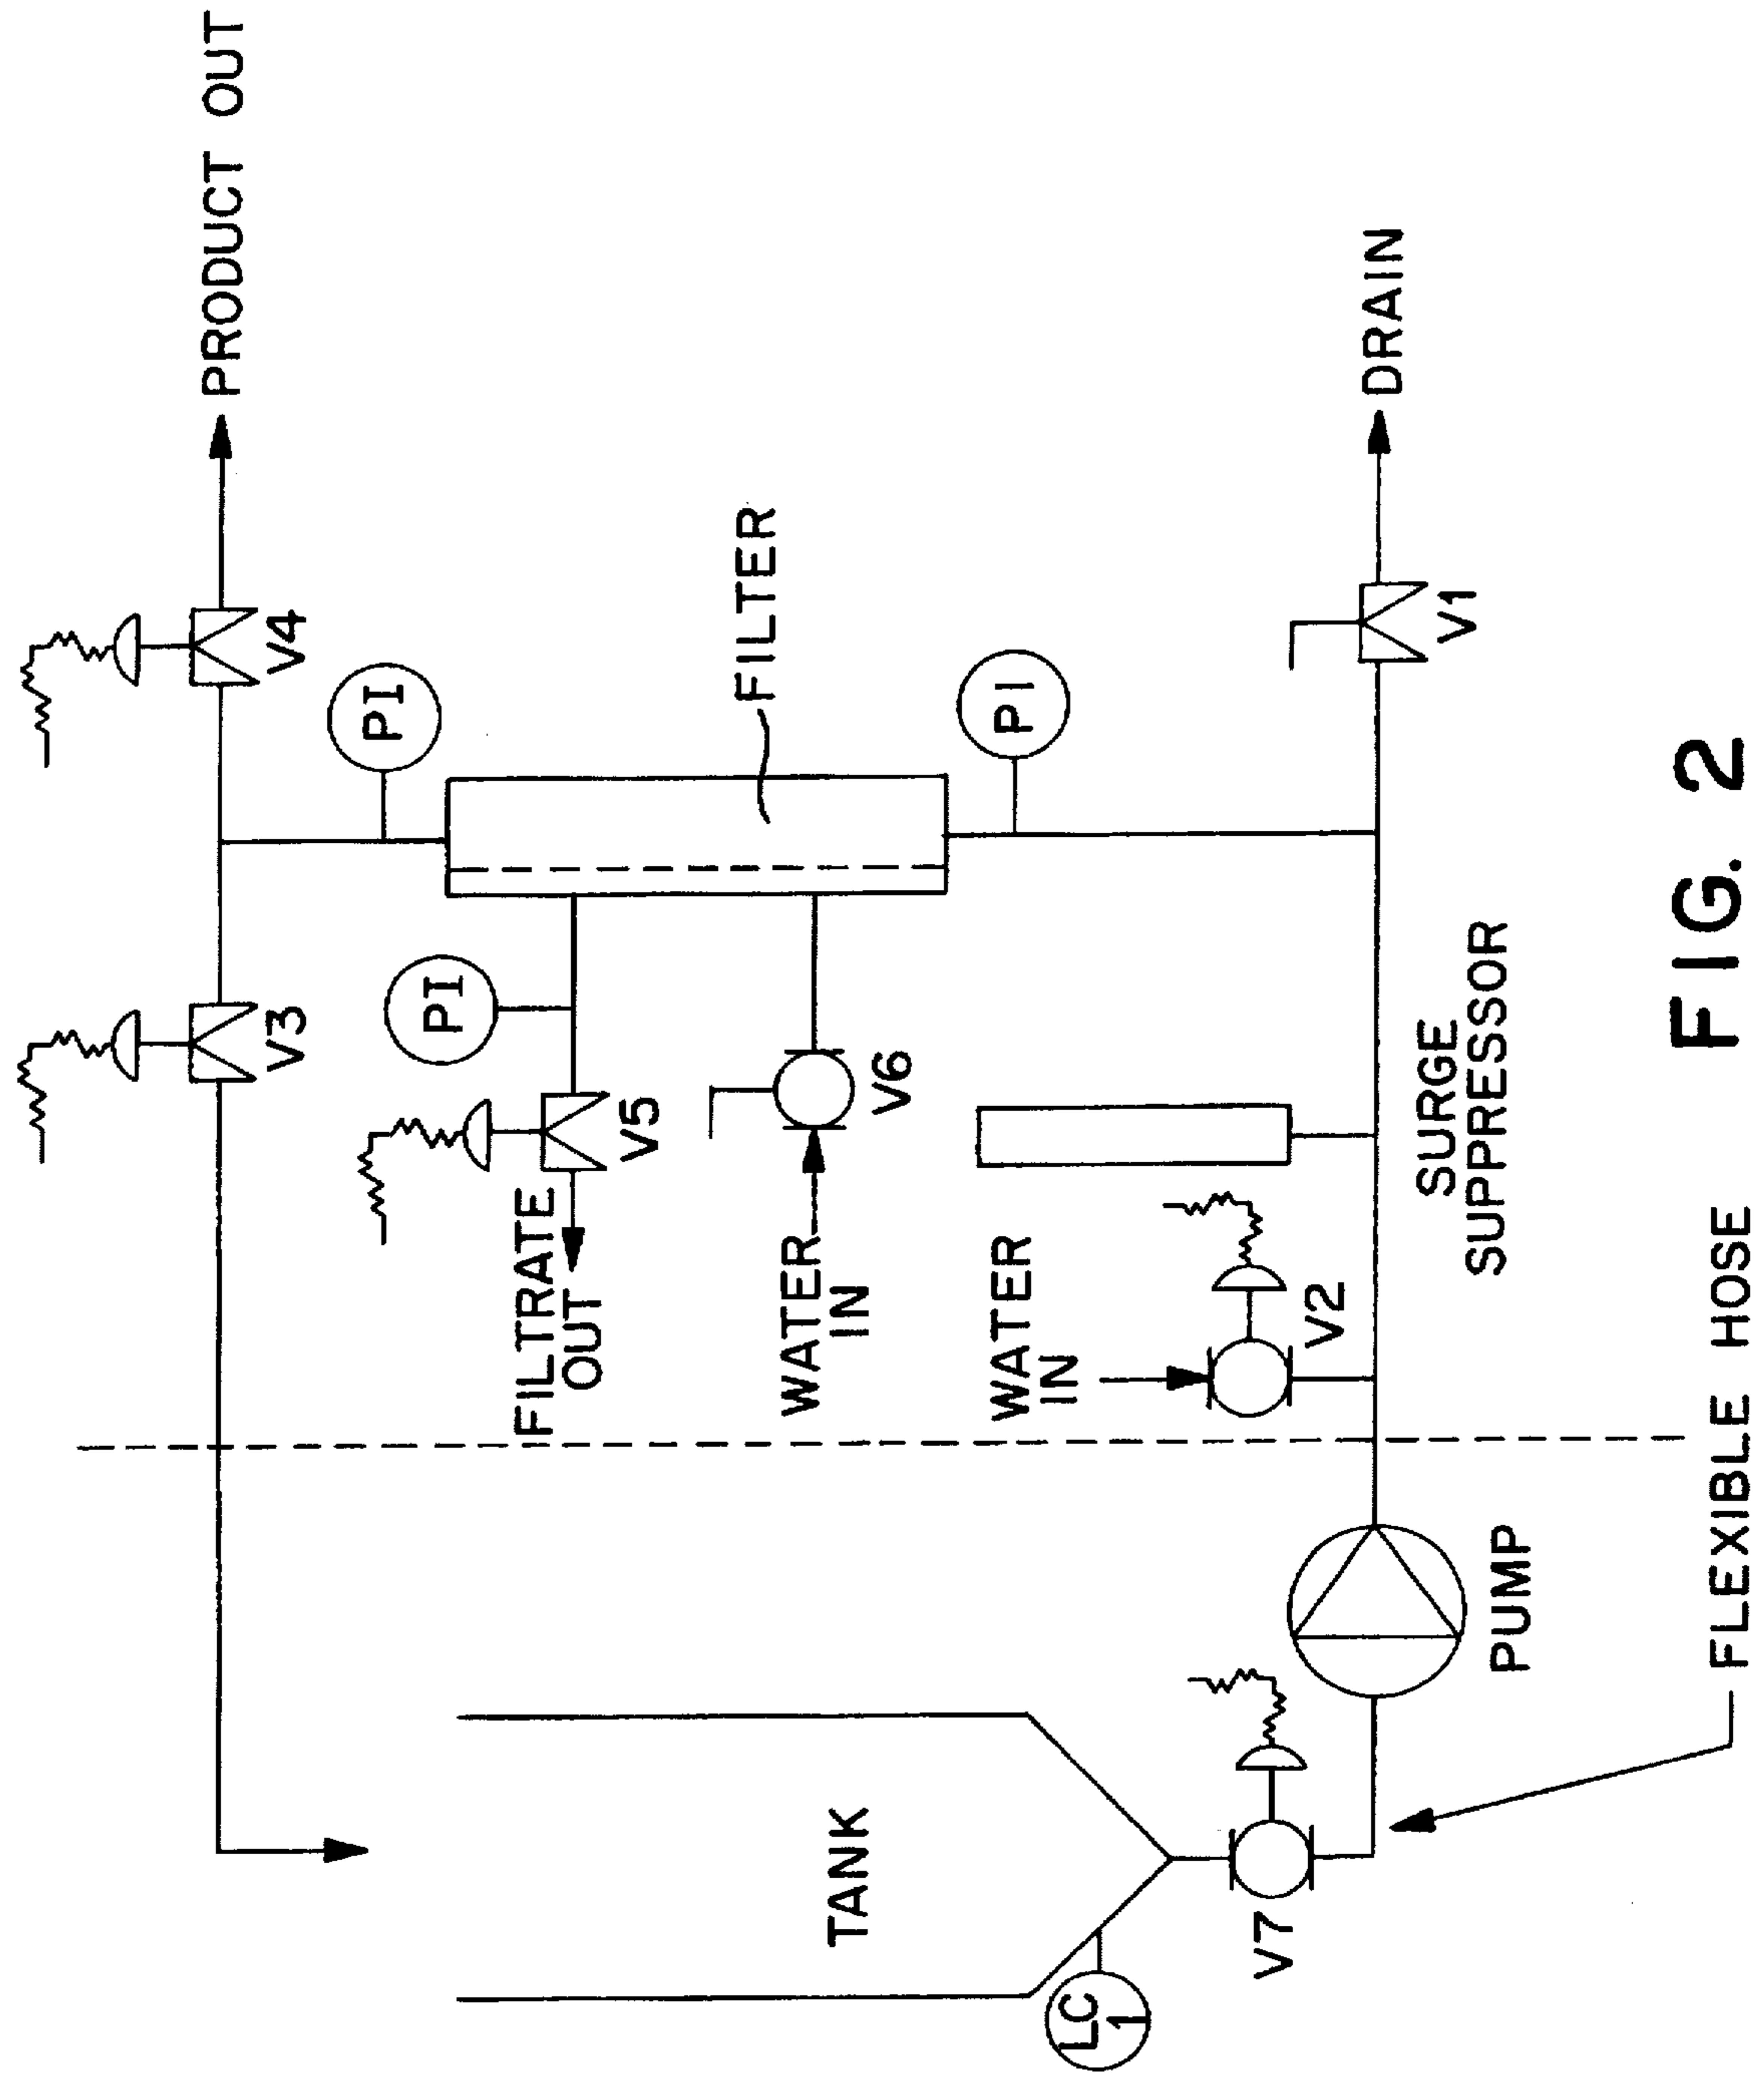 PRODUCT OUT
V3
V4
PI
PI
V5
FILTRATE
OUT
FILTER
V6
WATER
IN
TANK
WATER
IN
PI
LC
1
V7
V2
DRAIN
V1
SURGE
SUPPRESSOR
PUMP
FLEXIBLE HOSE
FIG. 2